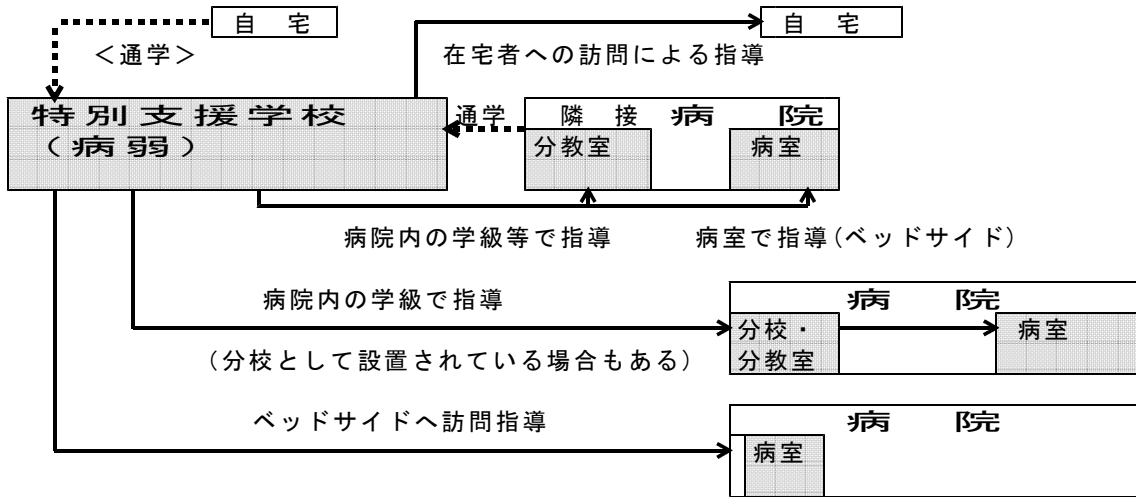 自 宅
自 宅
<通学>
在宅者への訪問による指導
特別支援学校
(病弱)
通学
隣 接 病 院
分教室
病室
病院内の学級等で指導
病室で指導(ベッドサイド)
病院内の学級で指導
病 院
分校・
分教室
病室
(分校として設置されている場合もある)
ベッドサイドへ訪問指導
病 院
病室